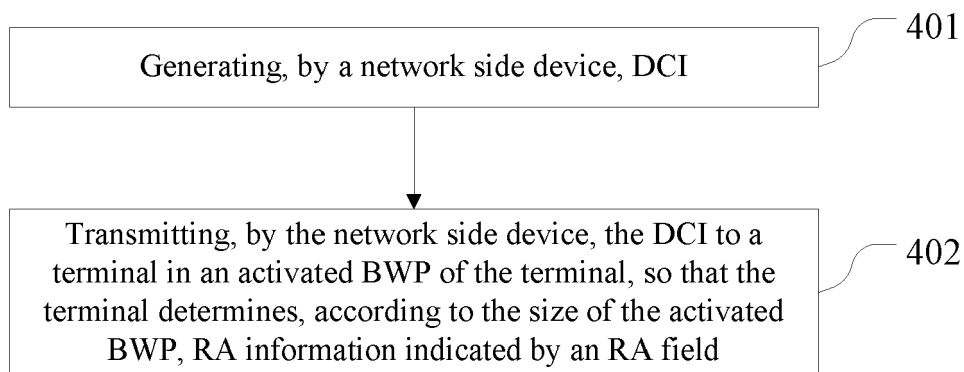 401
Generating, by a network side device, DCI
Transmitting, by the network side device, the DCI to a
terminal in an activated BWP of the terminal, so that the
terminal determines, according to the size of the activated
BWP, RA information indicated by an RA field
402